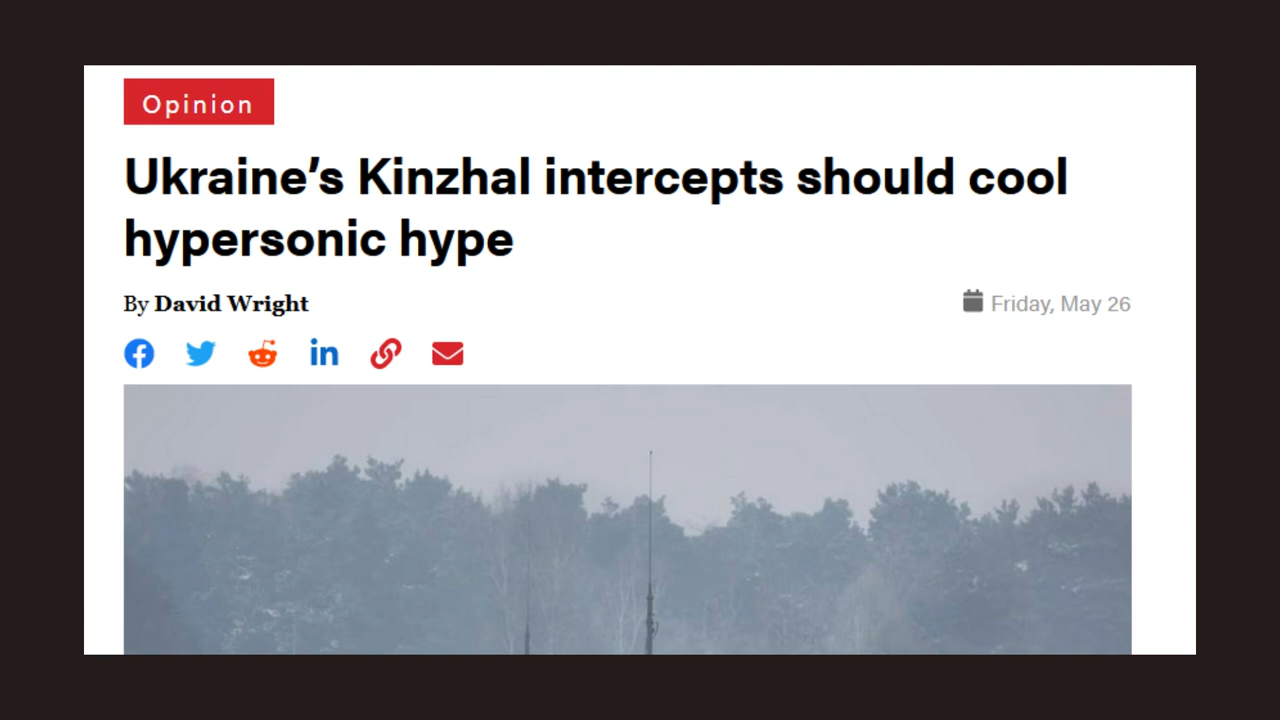 Opinion
Ukraine’s Kinzhal intercepts should cool
hypersonic hype
By David Wright
Friday, May 26